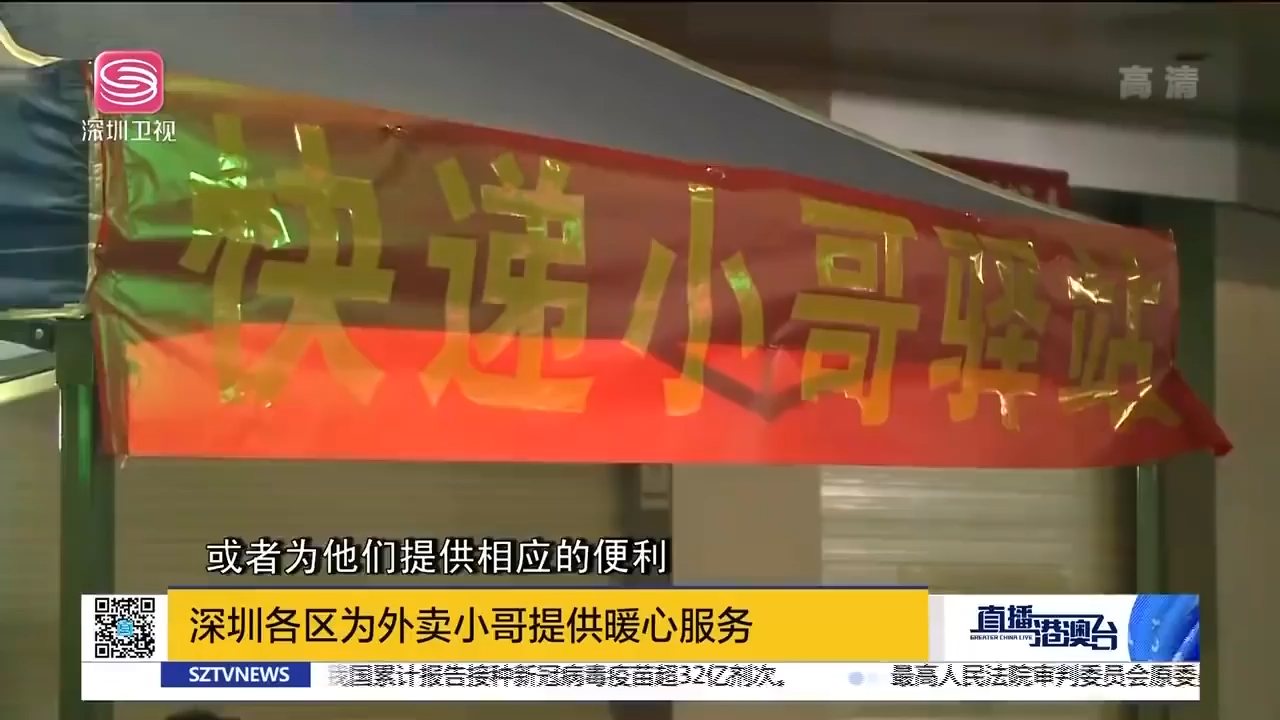 高清
深圳卫视
快递小哥驿站
或者为他们提供相应的便利
深圳各区为外卖小哥提供暖心服务
直播港澳台
GREATER CHINA LIVE
SZTVNEWS
我国累计报告接种新冠病毒疫苗超32亿剂次。 最高人民法院审判委员会原委